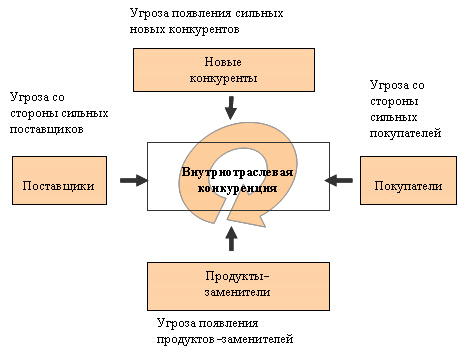 Угроза появления сильных
новых конкурентов
Новые
конкуренты
Угроза со
стороны сильных
поставщиков
Угроза со
стороны
сильных
покупателей
Поставщики
Внутриотраслевая
конкуренция
Покупатели
Продукты-
заменители
Угроза появления
продуктов-заменителей